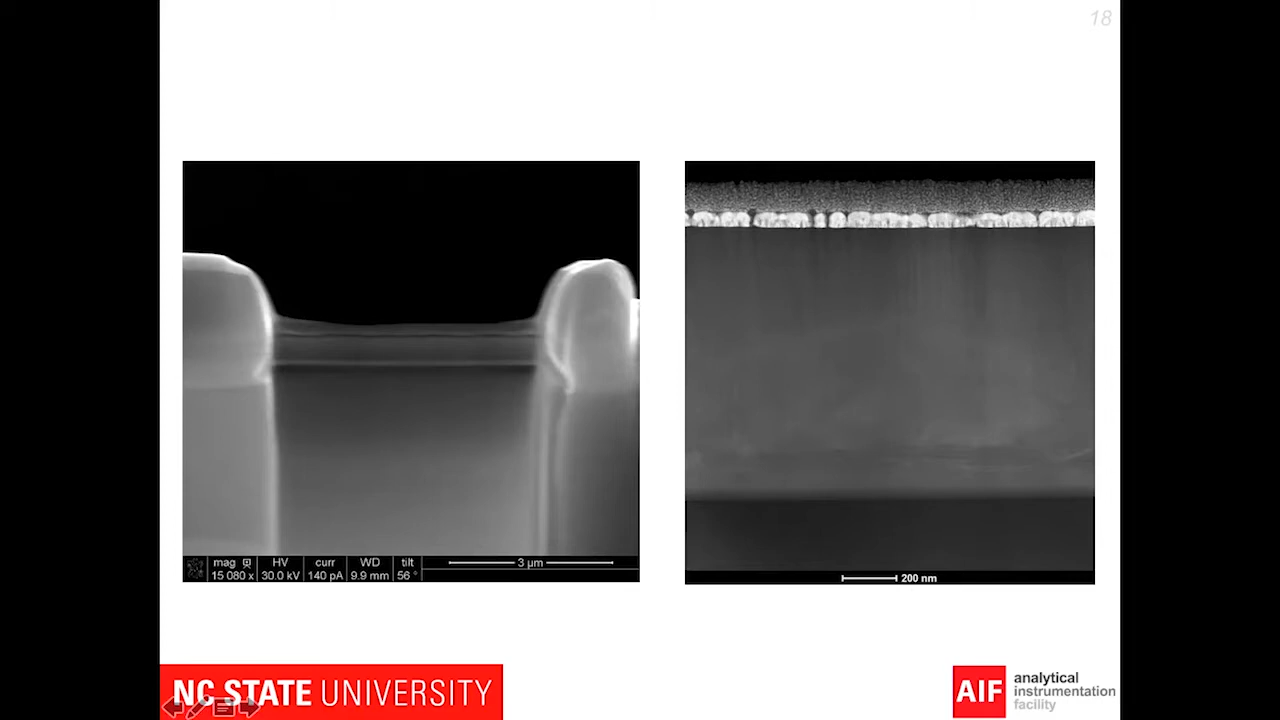 18
mag HV curr WD tilt
15 080 x 30.0 kV 140 pA 9.9 mm 56 °
3 µm
200 nm
NC STATE UNIVERSITY
AIF
analytical
instrumentation
facility